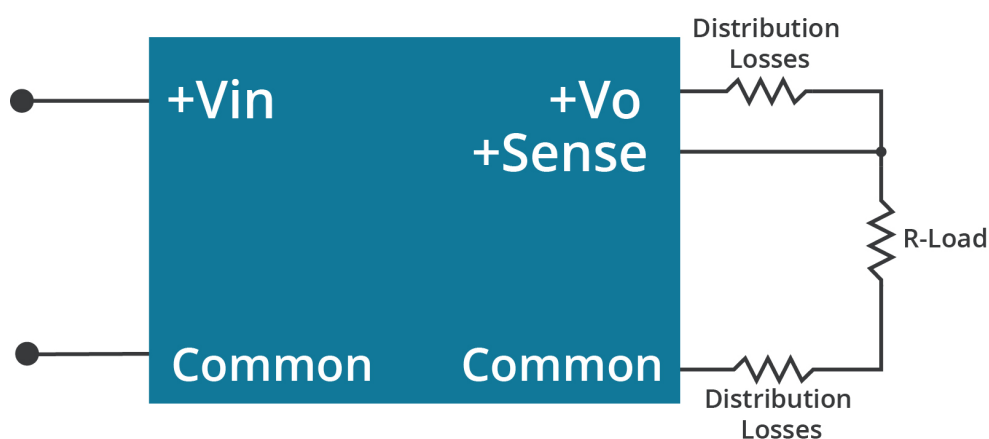 Distribution
Losses
+Vin
+Vo
+Sense
R-Load
Common
Common
Distribution
Losses